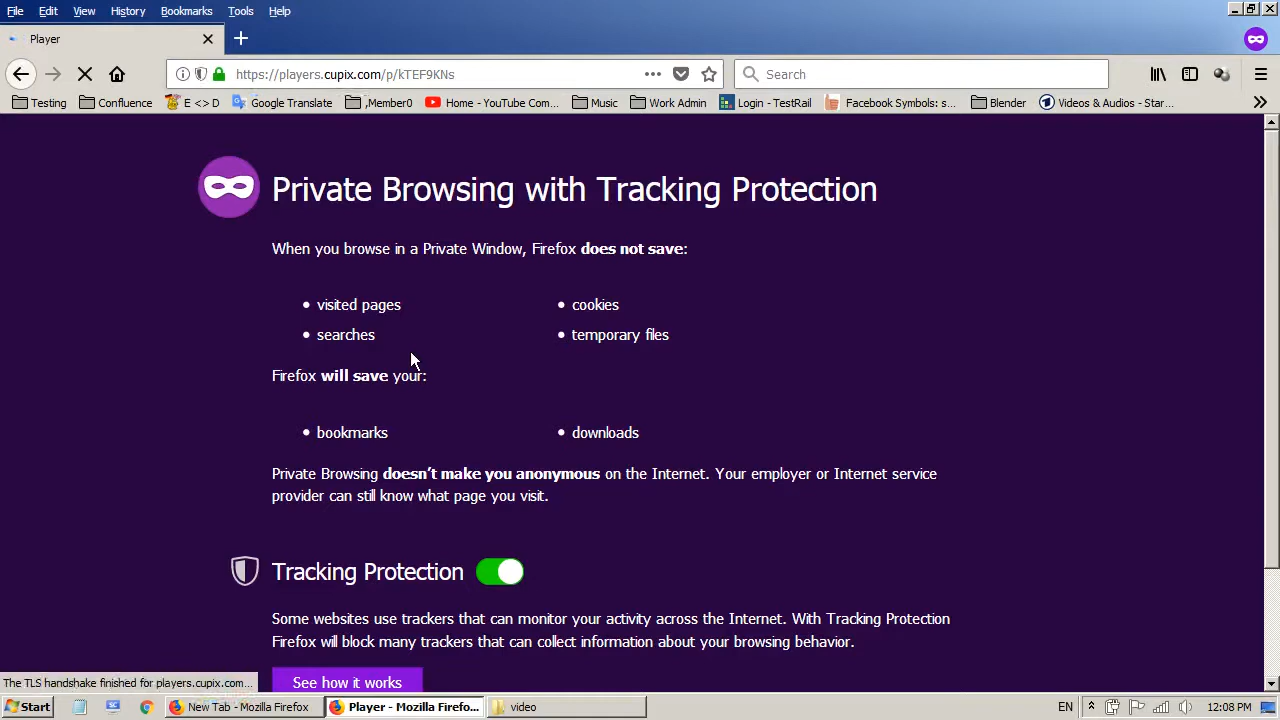 File Edit View History Bookmarks Tools Help
Player
https://players.cupix.com/p/kTEF9KNs
Search
Testing Confluence E <> D Google Translate ,Member0 Home - YouTube Com... Music Work Admin Login - TestRail Facebook Symbols: s... Blender Videos & Audios - Star...
Private Browsing with Tracking Protection
When you browse in a Private Window, Firefox does not save:
• visited pages • cookies
• searches • temporary files
Firefox will save your:
• bookmarks • downloads
Private Browsing doesn't make you anonymous on the Internet. Your employer or Internet service
provider can still know what page you visit.
Tracking Protection
Some websites use trackers that can monitor your activity across the Internet. With Tracking Protection
Firefox will block many trackers that can collect information about your browsing behavior.
See how it works
The TLS handshake finished for players.cupix.com...
Start New Tab - Mozilla Firefox Player - Mozilla Firefo... video EN 12:08 PM